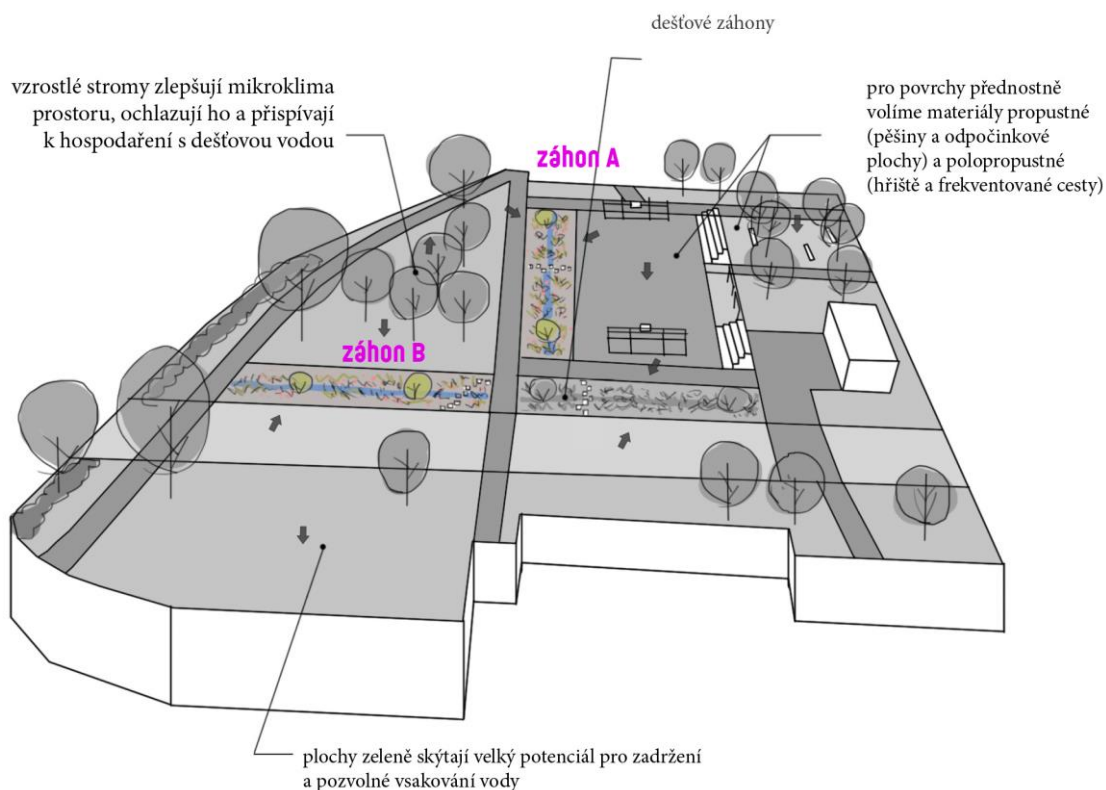 dešťové záhony
vzrostlé stromy zlepšují mikroklima
prostoru, ochlazují ho a přispívají
k hospodaření s dešťovou vodou
pro povrchy přednostně
volíme materiály propustné
(pěšiny a odpočinkové
plochy) a polopropustné
(hřiště a frekventované cesty)
záhon A
záhon B
plochy zeleně skýtají velký potenciál pro zadržení
a pozvolné vsakování vody